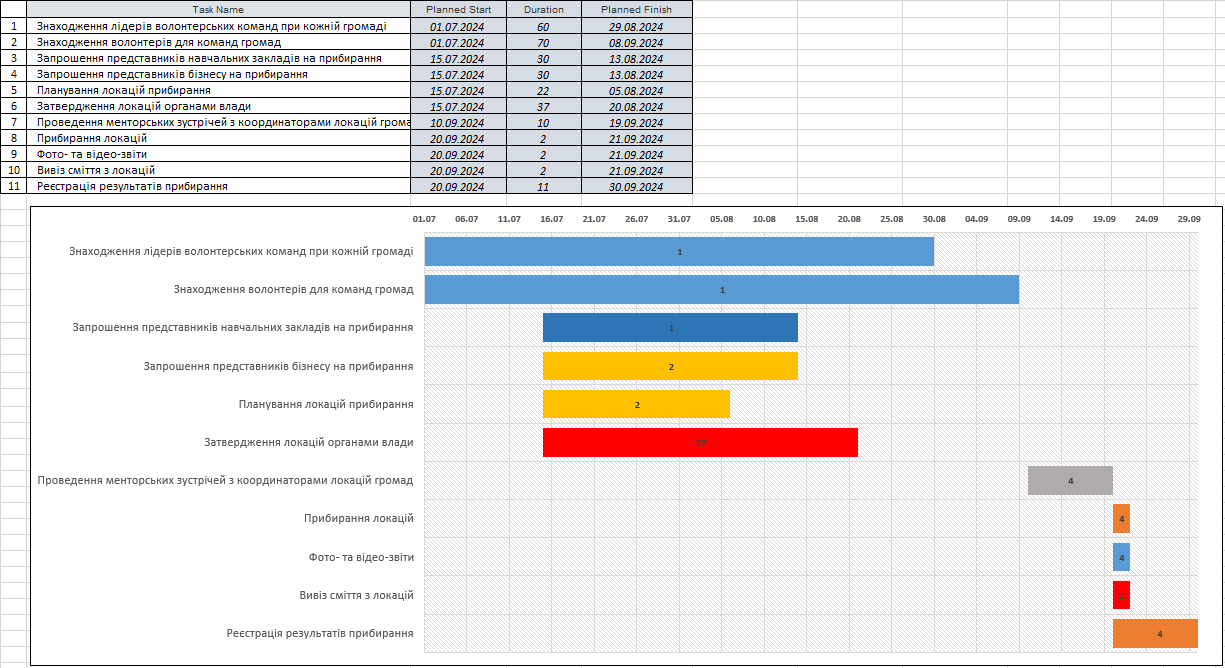 Task Name Planned Start Duration Planned Finish
1 Знаходження лідерів волонтерських команд при кожній громаді 01.07.2024 60 29.08.2024
2 Знаходження волонтерів для команд громад 01.07.2024 70 08.09.2024
3 Запрошення представників навчальних закладів на прибирання 15.07.2024 30 13.08.2024
4 Запрошення представників бізнесу на прибирання 15.07.2024 30 13.08.2024
5 Планування локацій прибирання 15.07.2024 22 05.08.2024
6 Затвердження локацій органами влади 15.07.2024 37 20.08.2024
7 Проведення менторських зустрічей з координаторами локацій грома 10.09.2024 10 19.09.2024
8 Прибирання локацій 20.09.2024 2 21.09.2024
9 Фото- та відео-звіти 20.09.2024 2 21.09.2024
10 Вивіз сміття з локацій 20.09.2024 2 21.09.2024
11 Реєстрація результатів прибирання 20.09.2024 11 30.09.2024
01.07 06.07 11.07 16.07 21.07 26.07 31.07 05.08 10.08 15.08 20.08 25.08 30.08 04.09 09.09 14.09 19.09 24.09 29.09
Знаходження лідерів волонтерських команд при кожній громаді 1
Знаходження волонтерів для команд громад 1
Запрошення представників навчальних закладів на прибирання 1
Запрошення представників бізнесу на прибирання 2
Планування локацій прибирання 2
Затвердження локацій органами влади
Проведення менторських зустрічей з координаторами локацій громад 4
Прибирання локацій 4
Фото- та відео-звіти 4
Вивіз сміття з локацій
Реєстрація результатів прибирання 4